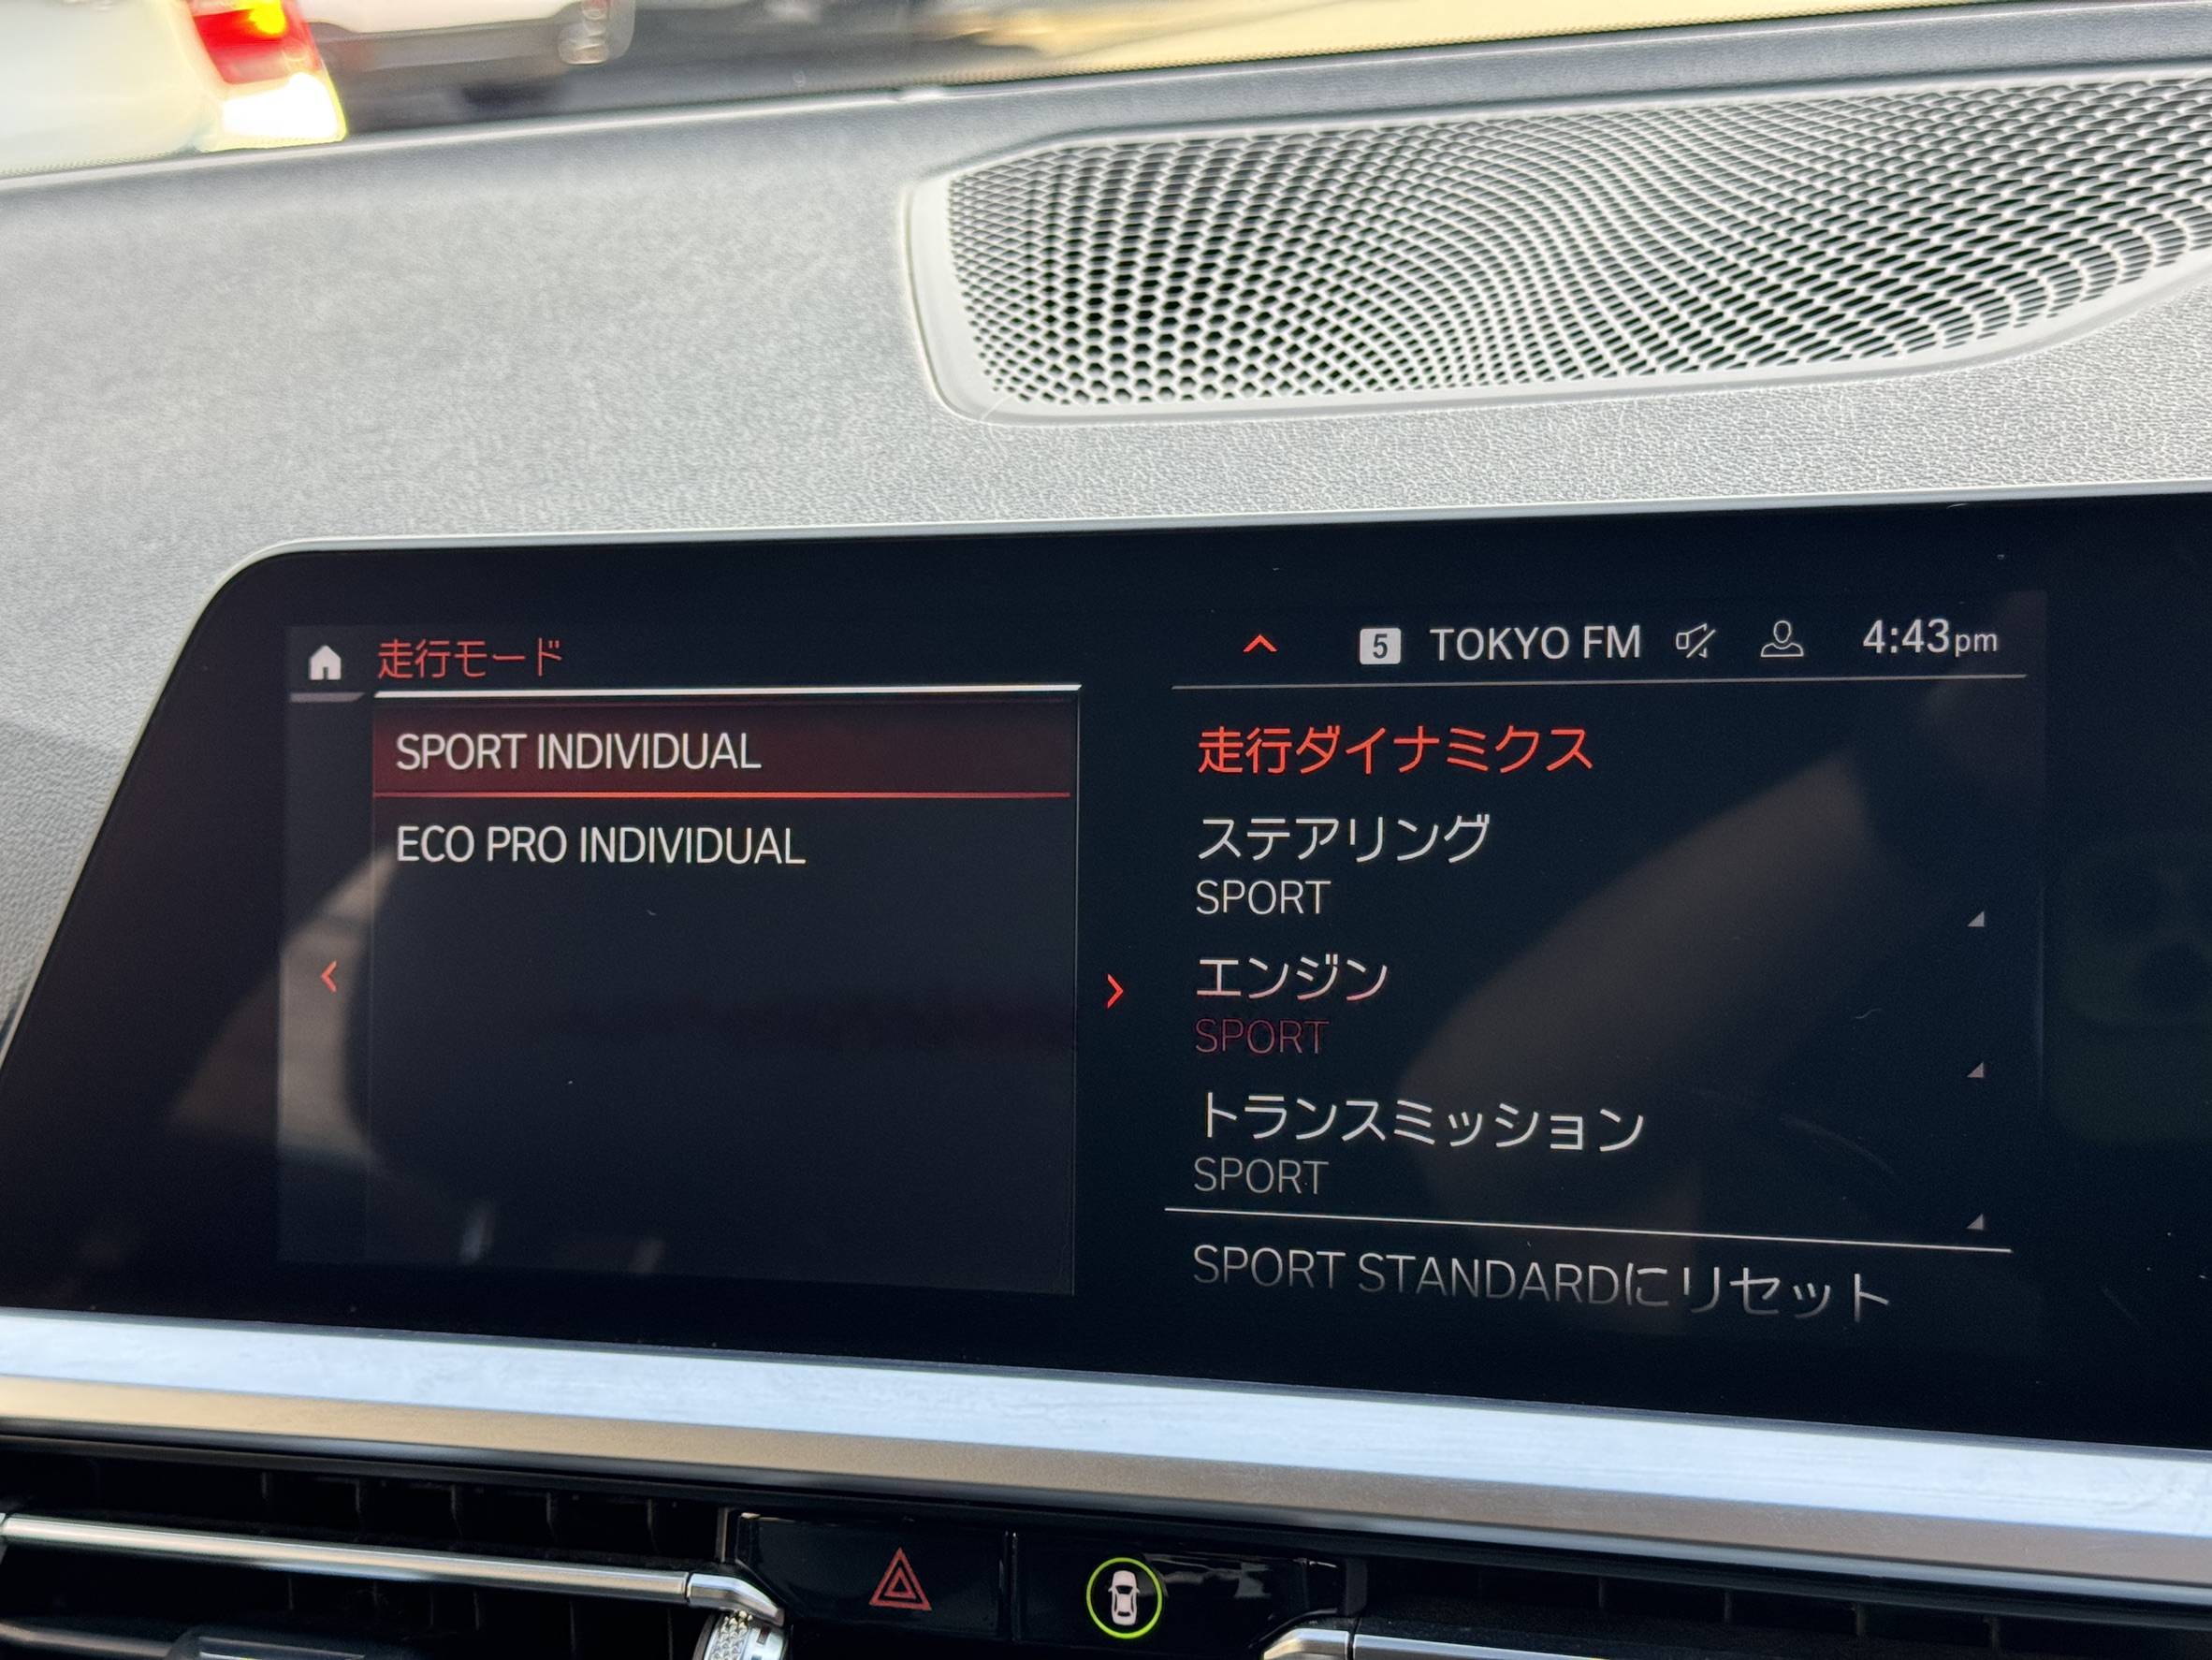 走行モード
5 TOKYO FM 4:43pm
SPORT INDIVIDUAL
ECO PRO INDIVIDUAL
走行ダイナミクス
ステアリング
SPORT
エンジン
SPORT
トランスミッション
SPORT
SPORT STANDARDにリセット